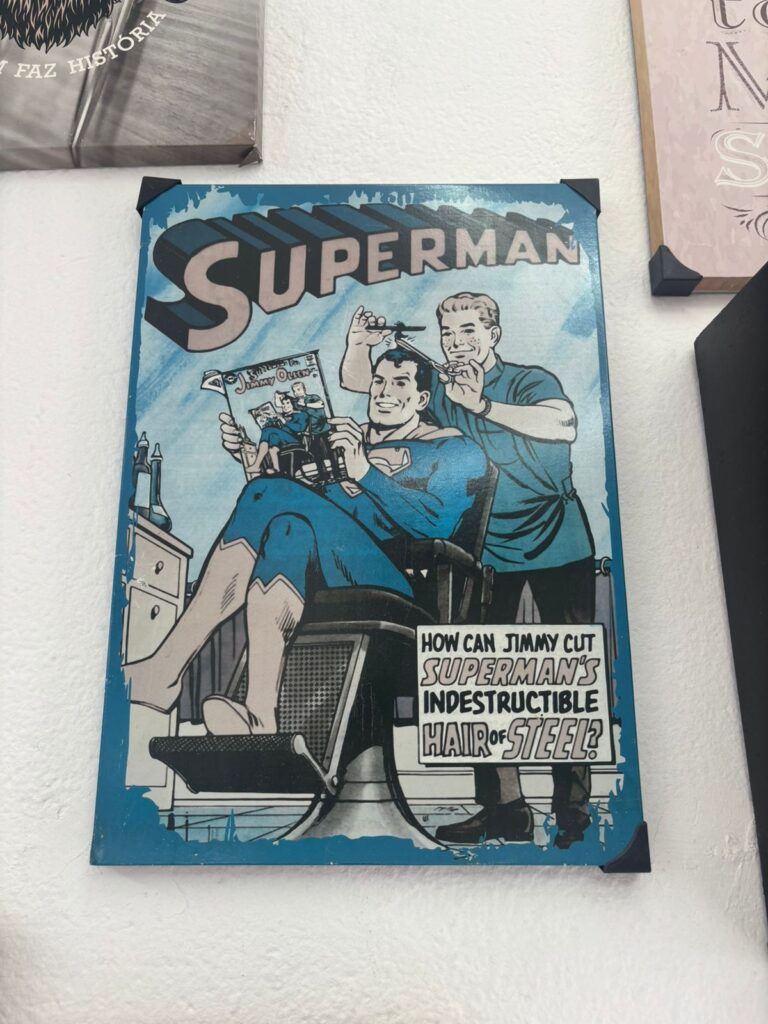 FAZ HISTÓRIA
SUPERMAN
JIMMY OLSEN
HOW CAN JIMMY CUT
SUPERMAN'S
INDESTRUCTIBLE
HAIR OF STEEL?